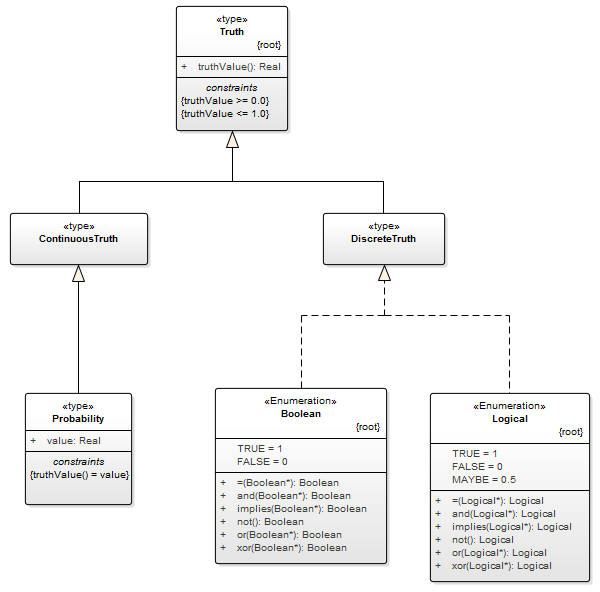 «type»
Truth
{root}
+ truthValue(): Real
constraints
{truthValue >= 0.0}
{truthValue <= 1.0}
«type»
ContinuousTruth
«type»
DiscreteTruth
«type»
Probability
+ value: Real
constraints
{truthValue() = value}
«Enumeration»
Boolean
{root}
TRUE = 1
FALSE = 0
+ =(Boolean*): Boolean
+ and(Boolean*): Boolean
+ implies(Boolean*): Boolean
+ not(): Boolean
+ or(Boolean*): Boolean
+ xor(Boolean*): Boolean
«Enumeration»
Logical
{root}
TRUE = 1
FALSE = 0
MAYBE = 0.5
+ =(Logical*): Logical
+ and(Logical*): Logical
+ implies(Logical*): Logical
+ not(): Logical
+ or(Logical*): Logical
+ xor(Logical*): Logical